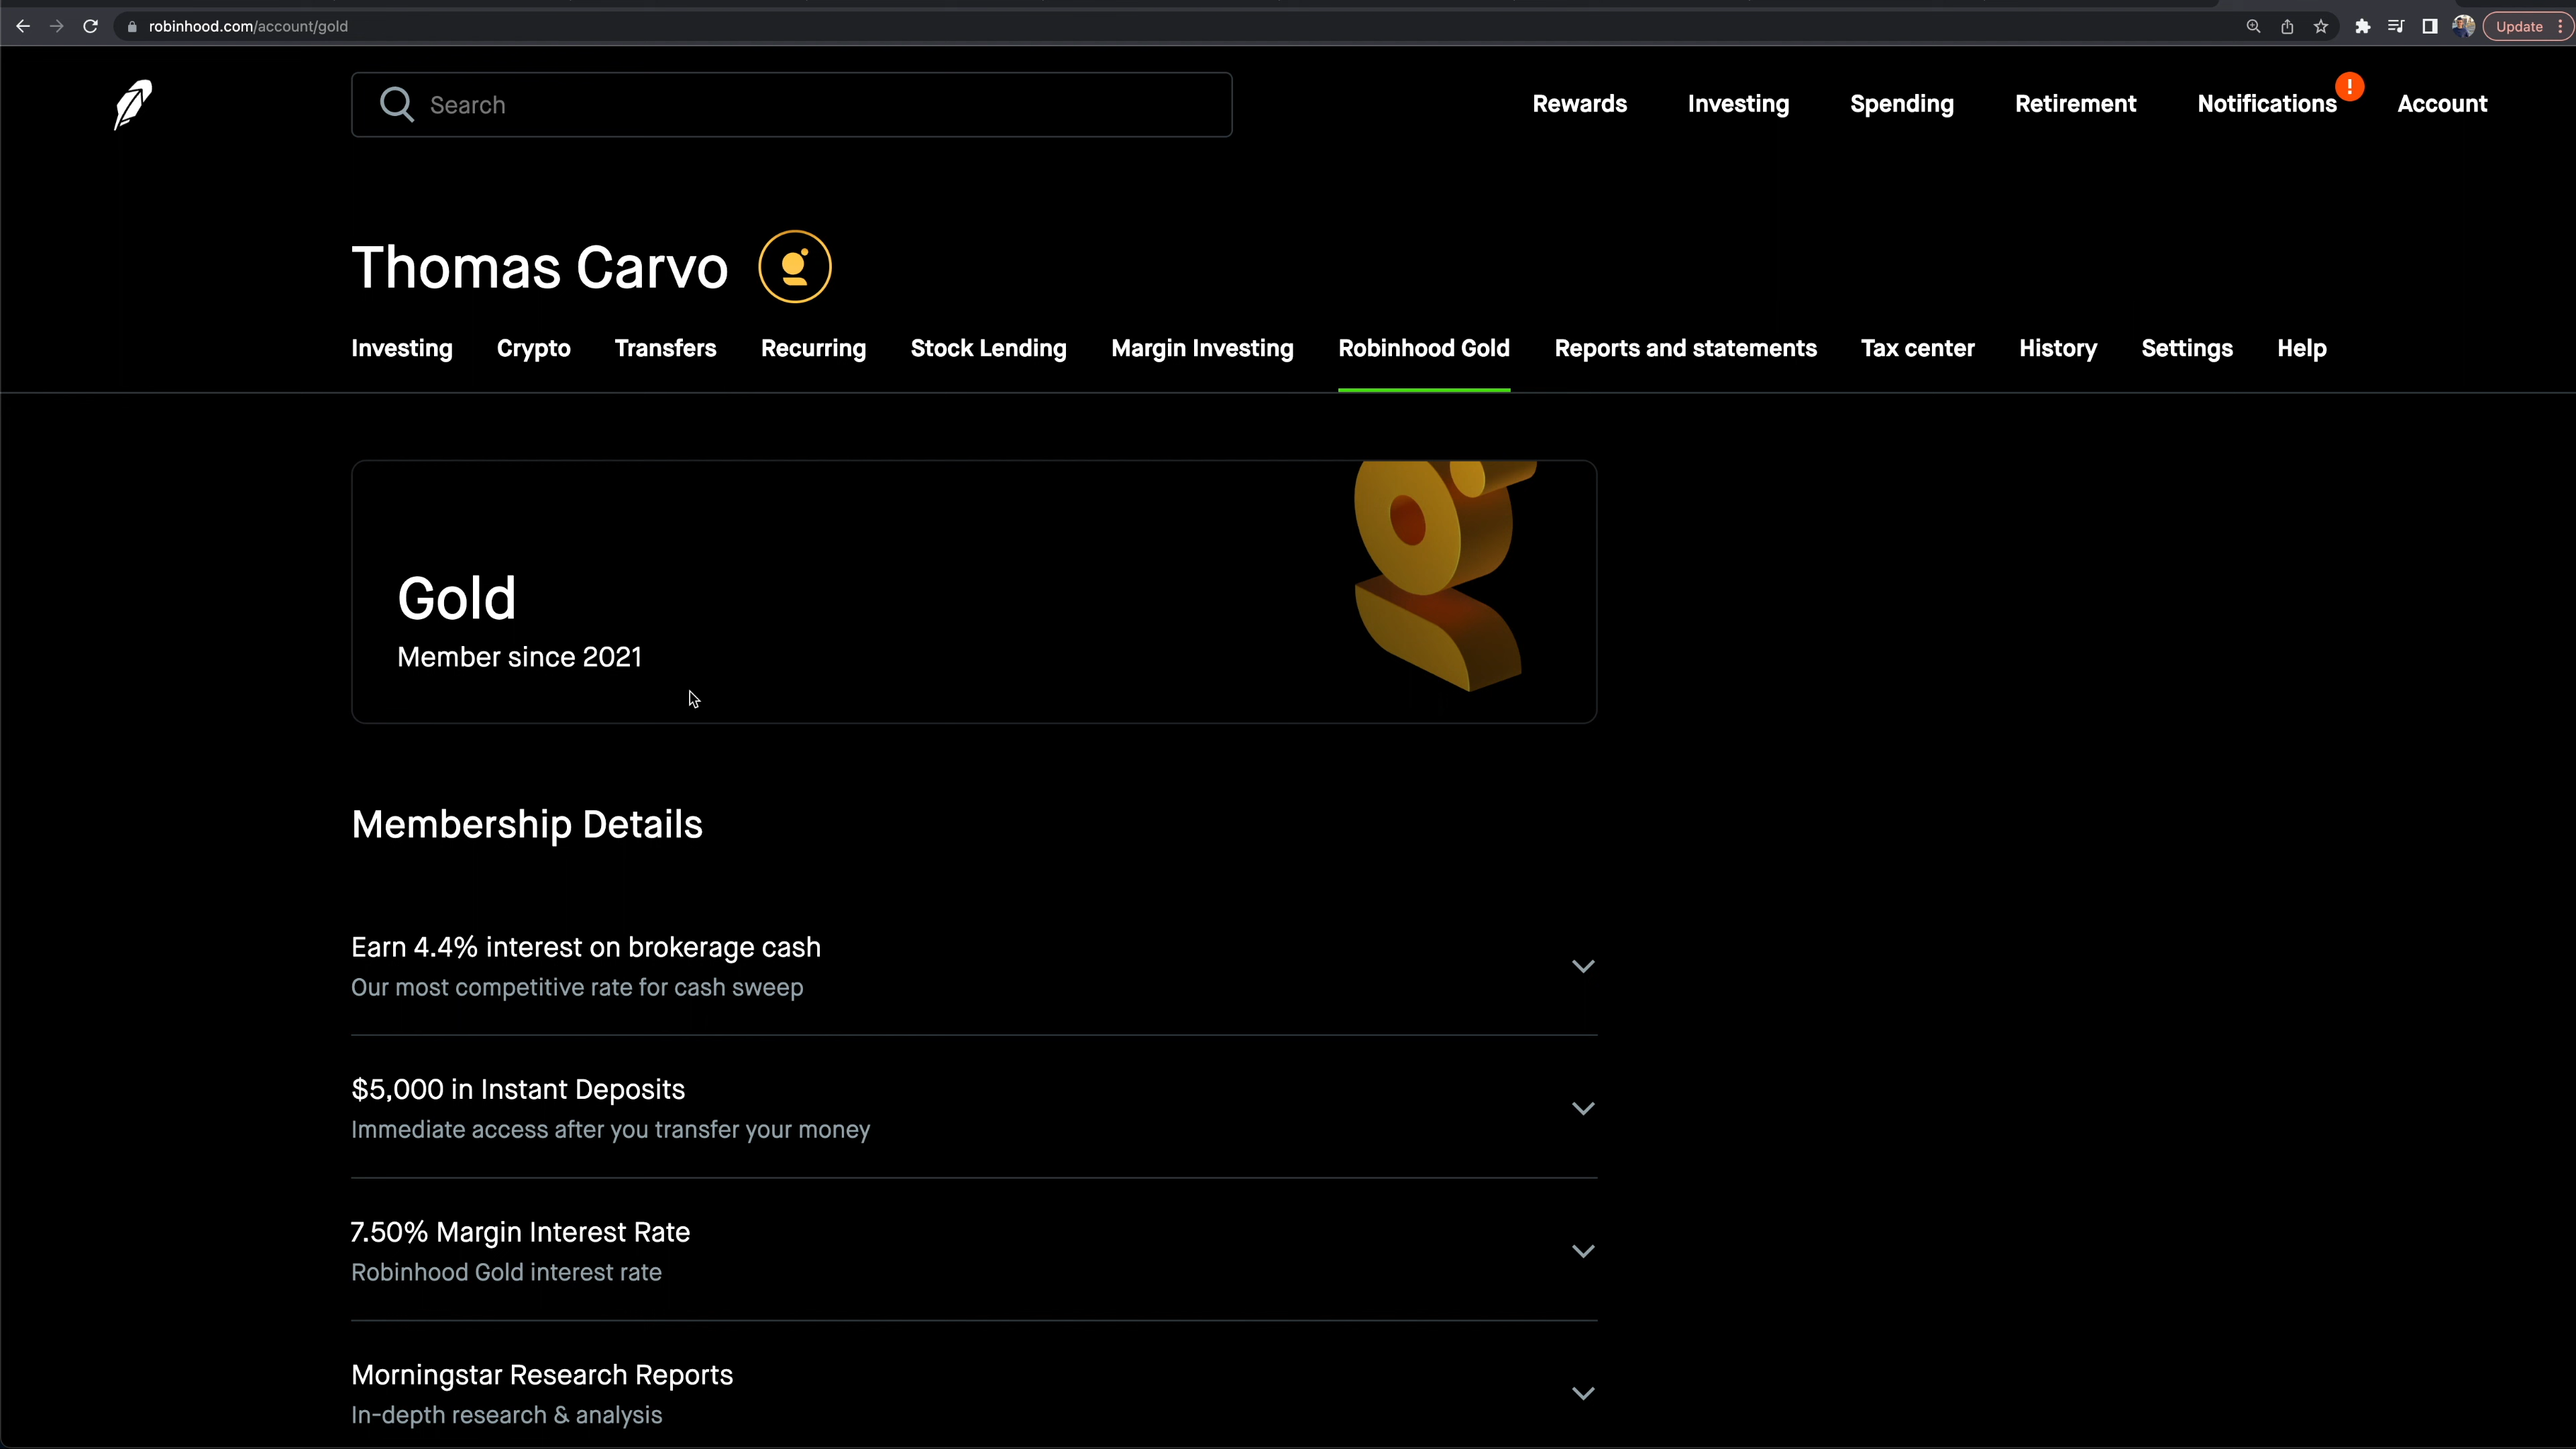 robinhood.com/account/gold
Update
Search
Rewards
Investing
Spending
Retirement
Notifications
!
Account
Thomas Carvo
Investing
Crypto
Transfers
Recurring
Stock Lending
Margin Investing
Robinhood Gold
Reports and statements
Tax center
History
Settings
Help
Gold
Member since 2021
Membership Details
Earn 4.4% interest on brokerage cash
Our most competitive rate for cash sweep
$5,000 in Instant Deposits
Immediate access after you transfer your money
7.50% Margin Interest Rate
Robinhood Gold interest rate
Morningstar Research Reports
In-depth research & analysis